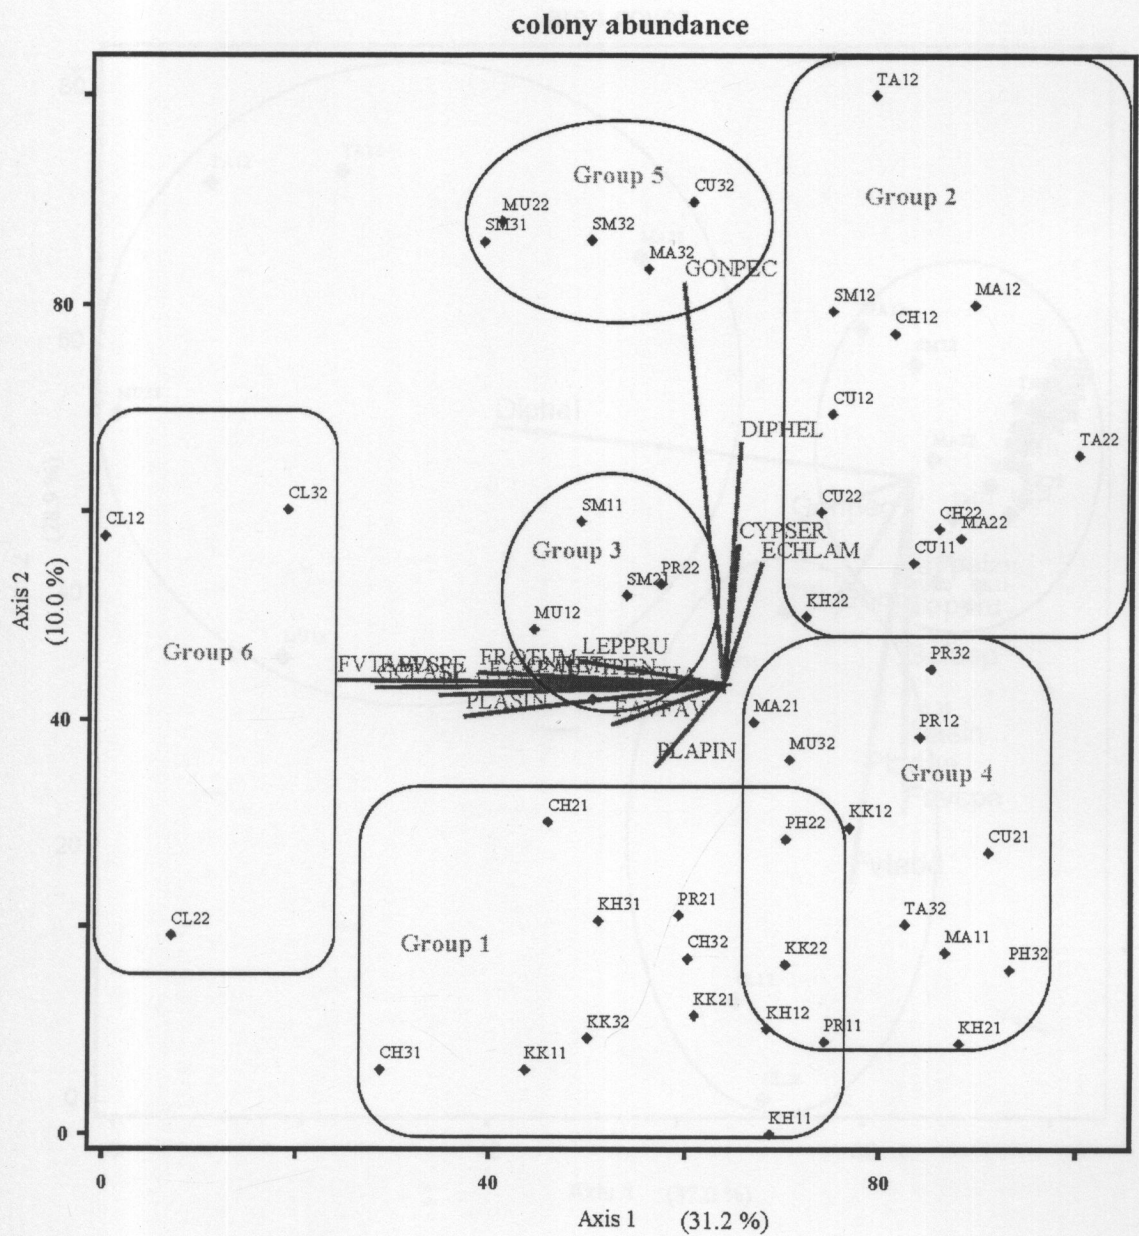 colony abundance
TA12
Group 5
CU32
Group 2
MU22
SM31
SM32
MA32
GONPEC
80
SM12
MA12
CH12
CU12
DIPHEL
TA22
CL32
CL12
SM11
CU22
CH22
MA22
Group 3
CYPSER
ECHLAM
CU11
SM21
PR22
Axis 2
(10.0 %)
MU12
KH22
Group 6
LEPPRU
PR32
PLASIN
FAVFAV
MA21
PR12
40
MU32
PLAPIN
Group 4
CH21
PH22
KK12
CU21
KH31
PR21
TA32
CL22
Group 1
CH32
KK22
MA11
PH32
KK21
KH12
KK32
PR11
KH21
CH31
KK11
KH11
0
0
40
80
Axis 1
(31.2 %)